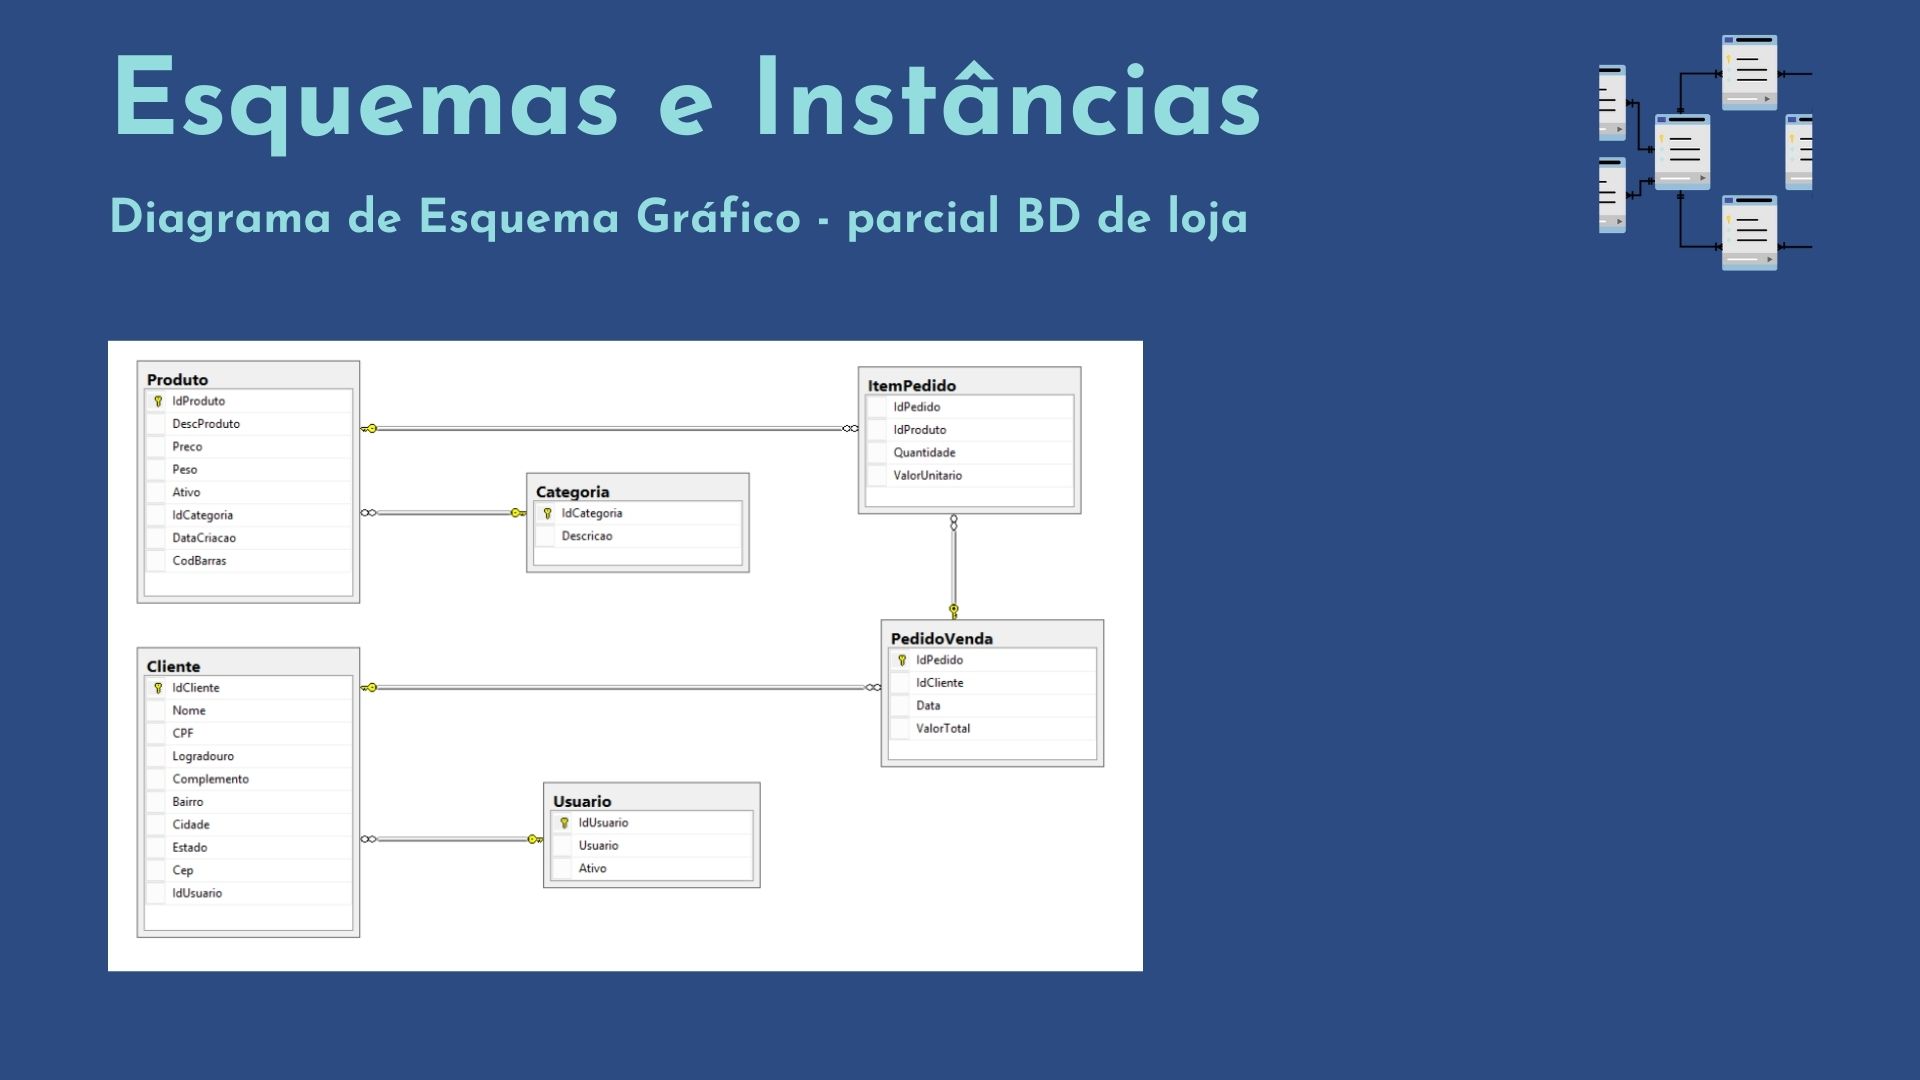 Esquemas e Instâncias
Diagrama de Esquema Gráfico - parcial BD de loja
Produto
IdProduto
DescProduto
Preco
Peso
Ativo
IdCategoria
DataCriacao
CodBarras
Categoria
IdCategoria
Descricao
ItemPedido
IdPedido
IdProduto
Quantidade
ValorUnitario
Cliente
IdCliente
Nome
CPF
Logradouro
Complemento
Bairro
Cidade
Estado
Cep
IdUsuario
Usuario
IdUsuario
Usuario
Ativo
PedidoVenda
IdPedido
IdCliente
Data
ValorTotal